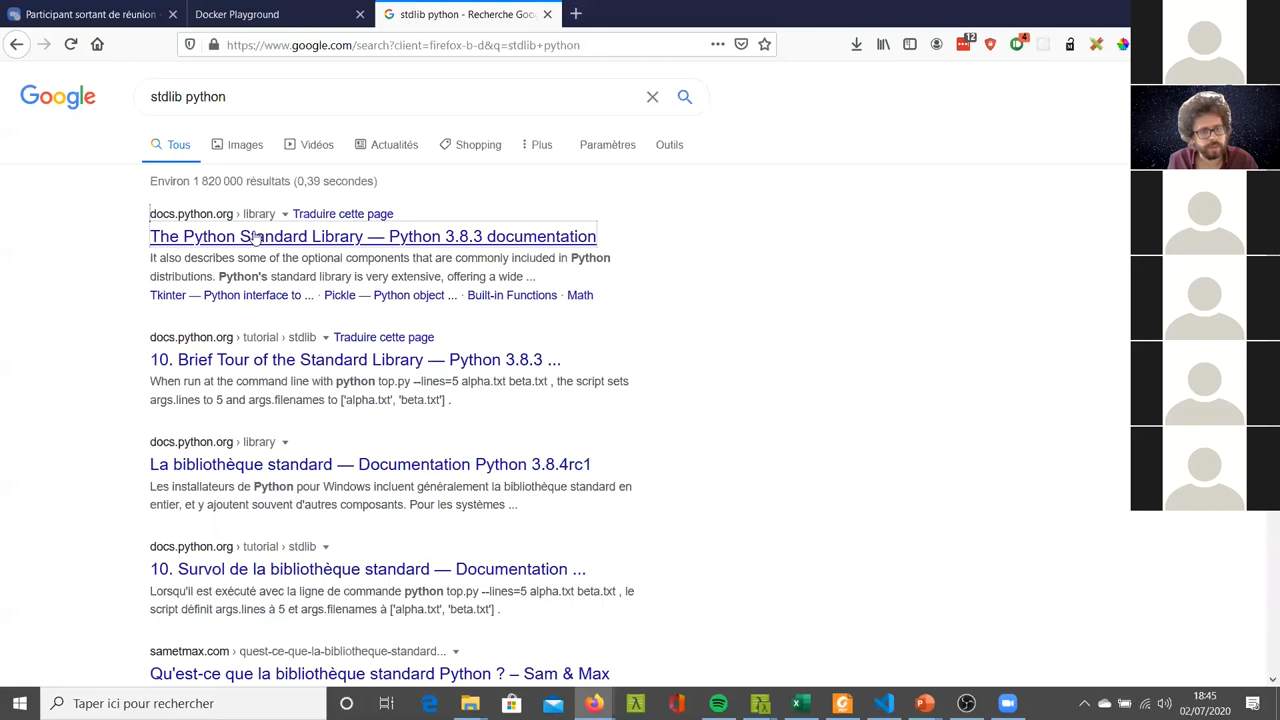 Participant sortant de réunion
Docker Playground
stdlib python - Recherche Goo
https://www.google.com/search?client=firefox-b-d&q=stdlib+python
12
4
Google
stdlib python
Tous
Images
Vidéos
Actualités
Shopping
Plus
Paramètres
Outils
Environ 1 820 000 résultats (0,39 secondes)
docs.python.org › library Traduire cette page
The Python Standard Library — Python 3.8.3 documentation
It also describes some of the optional components that are commonly included in Python
distributions. Python's standard library is very extensive, offering a wide ...
Tkinter — Python interface to ... · Pickle — Python object ... · Built-in Functions · Math
docs.python.org › tutorial › stdlib Traduire cette page
10. Brief Tour of the Standard Library — Python 3.8.3 ...
When run at the command line with python top.py --lines=5 alpha.txt beta.txt , the script sets
args.lines to 5 and args.filenames to ['alpha.txt', 'beta.txt'] .
docs.python.org › library
La bibliothèque standard — Documentation Python 3.8.4rc1
Les installateurs de Python pour Windows incluent généralement la bibliothèque standard en
entier, et y ajoutent souvent d'autres composants. Pour les systèmes ...
docs.python.org › tutorial › stdlib
10. Survol de la bibliothèque standard — Documentation ...
Lorsqu'il est exécuté avec la ligne de commande python top.py --lines=5 alpha.txt beta.txt , le
script définit args.lines à 5 et args.filenames à ['alpha.txt', 'beta.txt'] .
sametmax.com › quest-ce-que-la-bibliotheque-standard...
Qu'est-ce que la bibliothèque standard Python ? – Sam & Max
Taper ici pour rechercher
18:45
02/07/2020